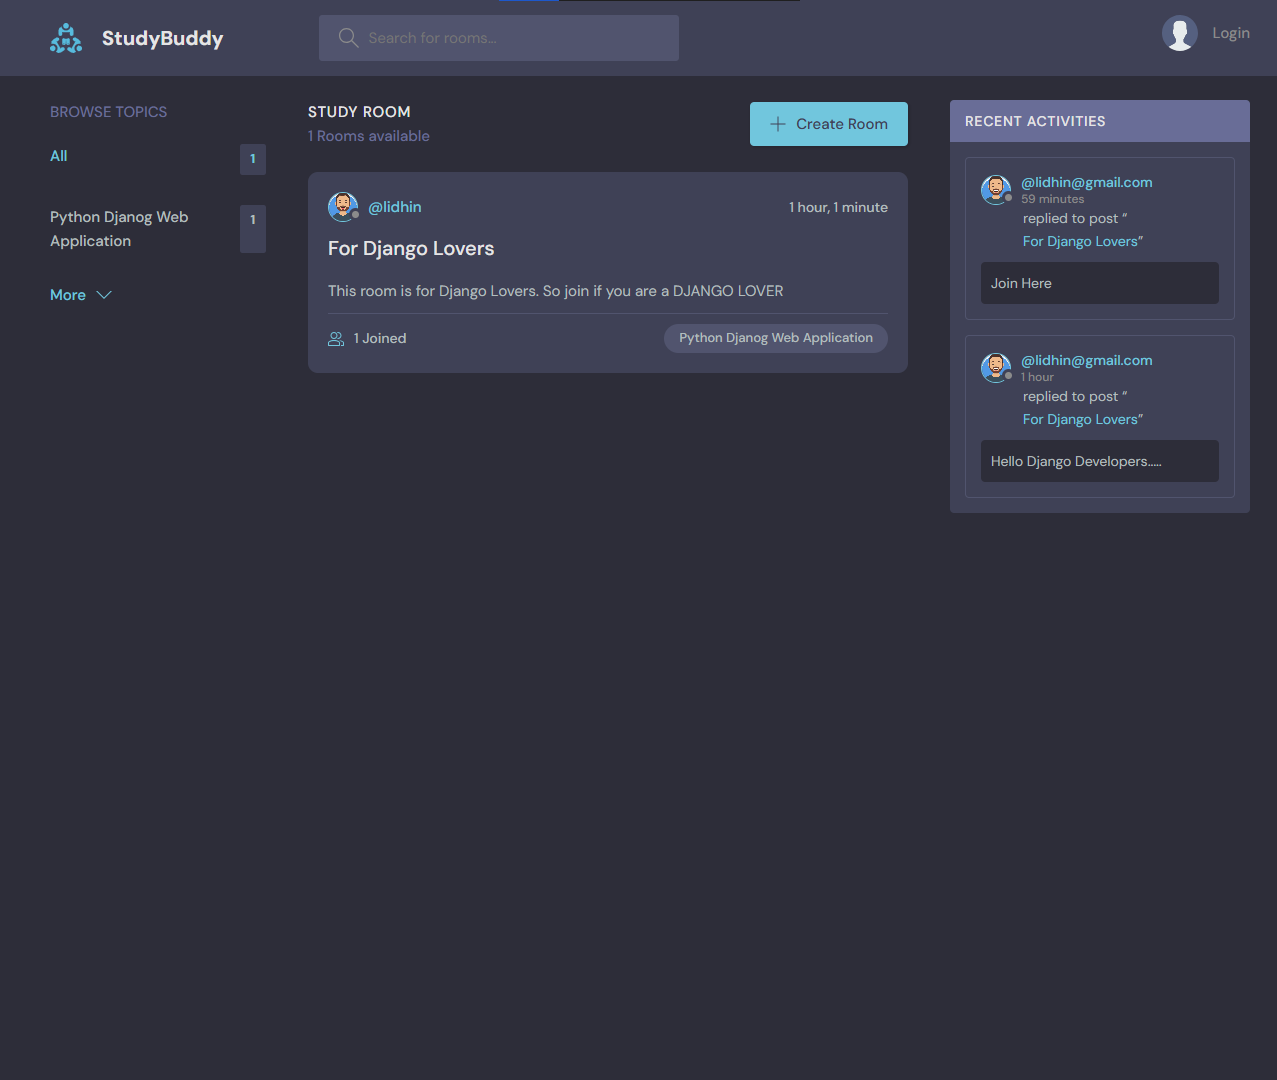 StudyBuddy
Search for rooms...
Login
BROWSE TOPICS
All
1
Python Djanog Web
Application
1
More
STUDY ROOM
1 Rooms available
Create Room
@lidhin
1 hour, 1 minute
For Django Lovers
This room is for Django Lovers. So join if you are a DJANGO LOVER
1 Joined
Python Djanog Web Application
RECENT ACTIVITIES
@lidhin@gmail.com
59 minutes
replied to post “
For Django Lovers”
Join Here
@lidhin@gmail.com
1 hour
replied to post “
For Django Lovers”
Hello Django Developers.....